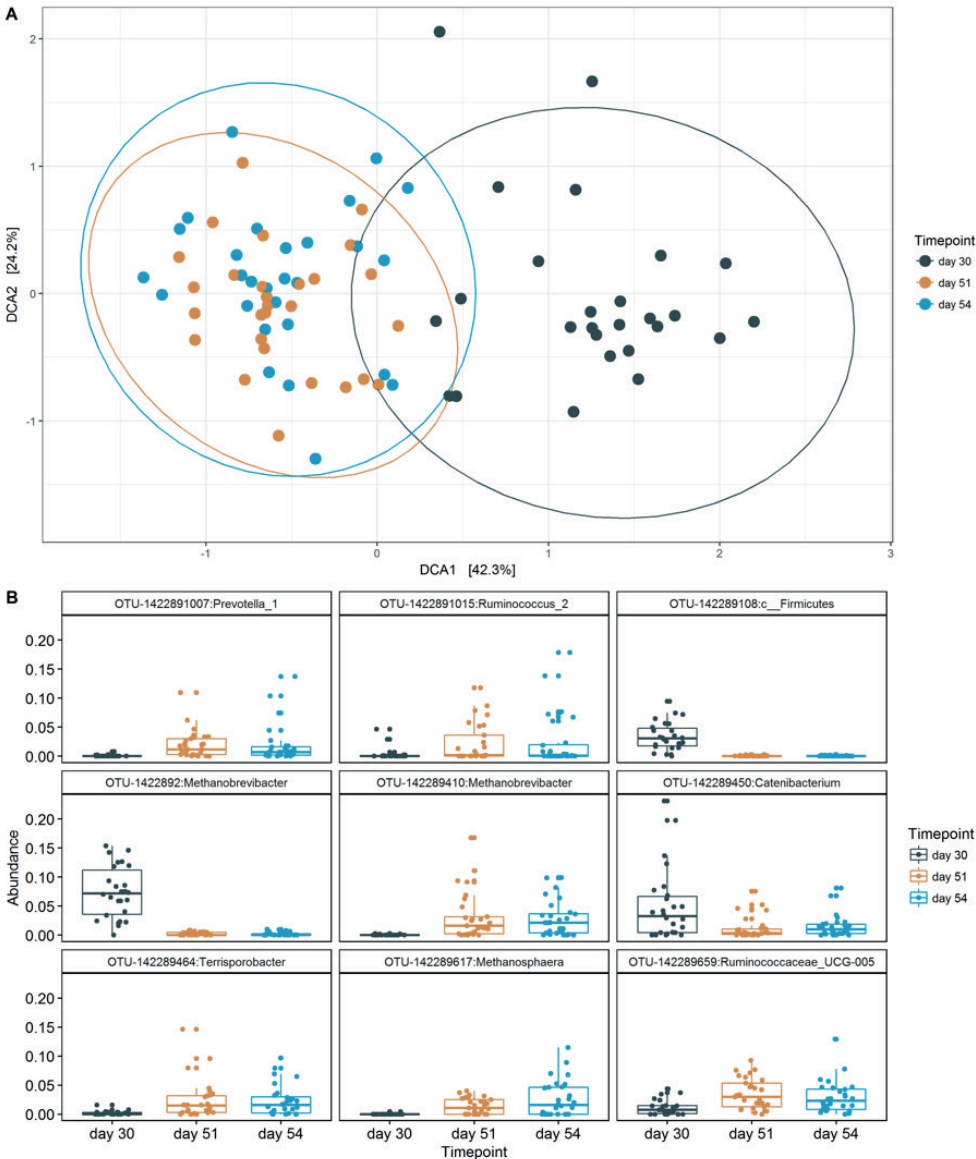 A
2
1
0
-1
DCA2 [24.2%]
-1
0
1
2
3
DCA1 [42.3%]
Timepoint
day 30
day 51
day 54
B
OTU-1422891007:Prevotella_1
OTU-1422891015:Ruminococcus_2
OTU-142289108:c__Firmicutes
0.20
0.15
0.10
0.05
0.00
OTU-1422892:Methanobrevibacter
OTU-142289410:Methanobrevibacter
OTU-142289450:Catenibacterium
0.20
0.15
0.10
0.05
0.00
Abundance
Timepoint
day 30
day 51
day 54
OTU-142289464:Terrisporobacter
OTU-142289617:Methanosphaera
OTU-142289659:Ruminococcaceae_UCG-005
0.20
0.15
0.10
0.05
0.00
day 30 day 51 day 54 day 30 day 51 day 54 day 30 day 51 day 54
Timepoint